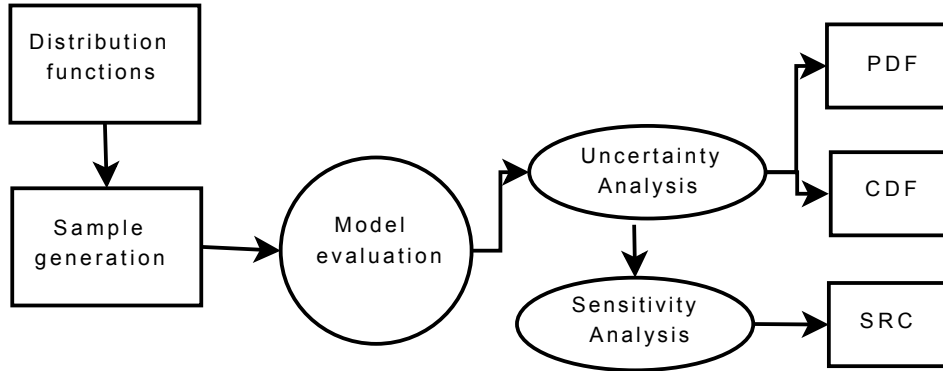 Distribution
functions
Sample
generation
Model
evaluation
Uncertainty
Analysis
Sensitivity
Analysis
PDF
CDF
SRC